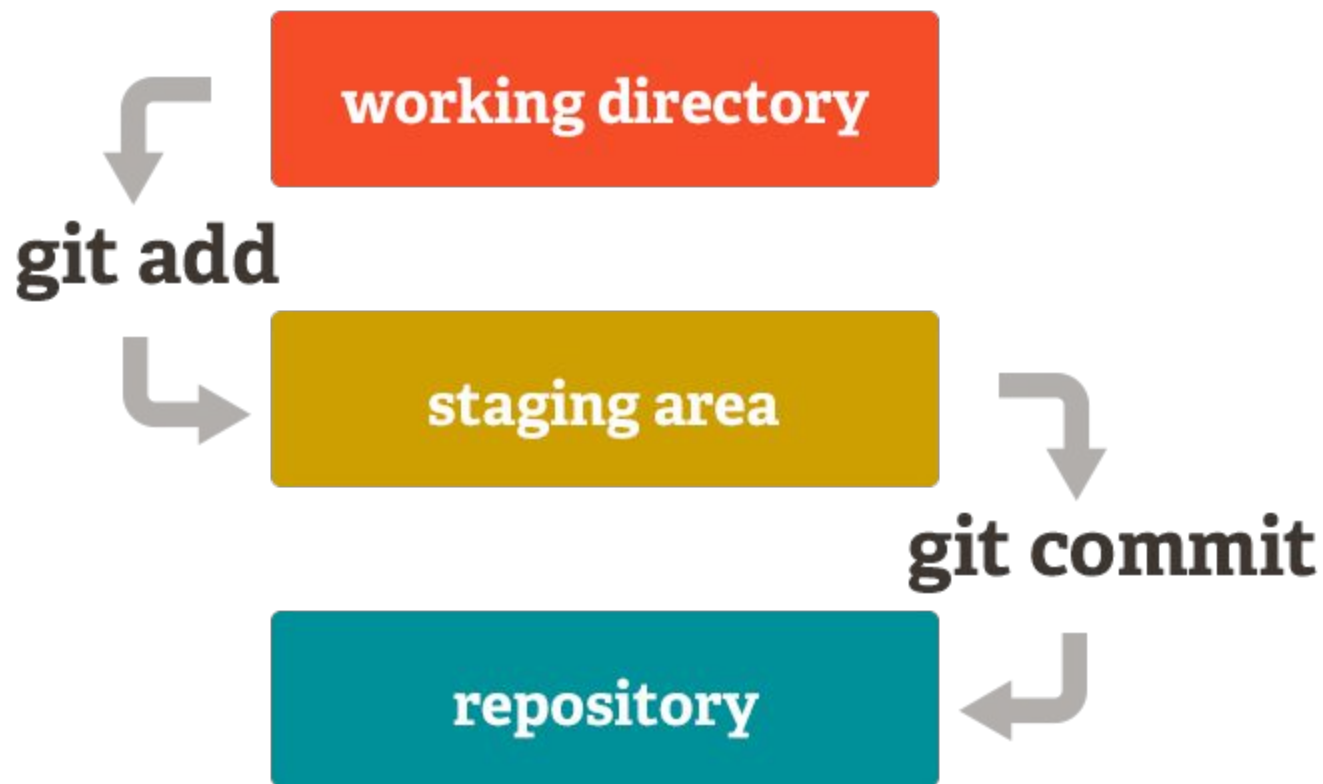 working directory
git add
staging area
git commit
repository